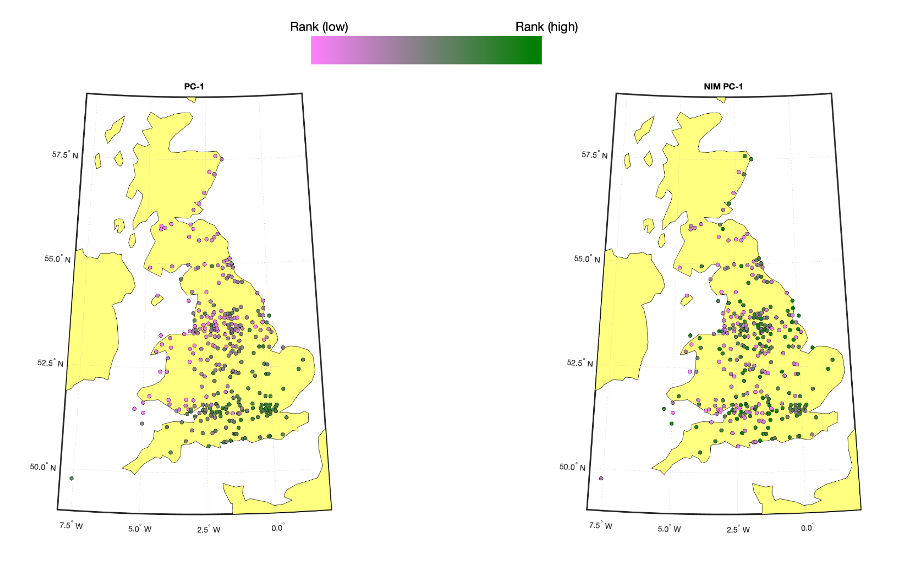 Rank (low) Rank (high)
PC-1 NIM PC-1
57.5° N 57.5° N
55.0° N 55.0° N
52.5° N 52.5° N
50.0° N 50.0° N
7.5° W 5.0° W 2.5° W 0.0° 7.5° W 5.0° W 2.5° W 0.0°